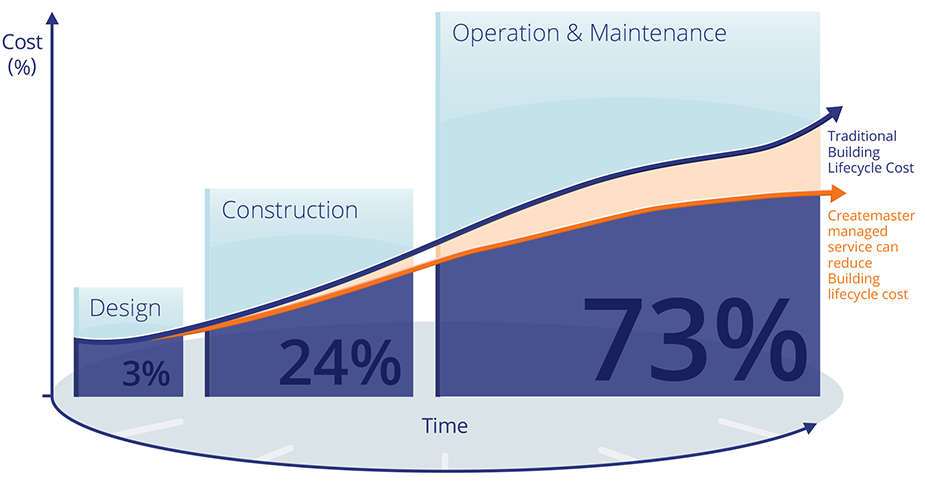 Cost
(%)
Operation & Maintenance
Construction
Design
3%
24%
73%
Traditional
Building
Lifecycle Cost
Createmaster
managed
service can
reduce
Building
lifecycle cost
Time